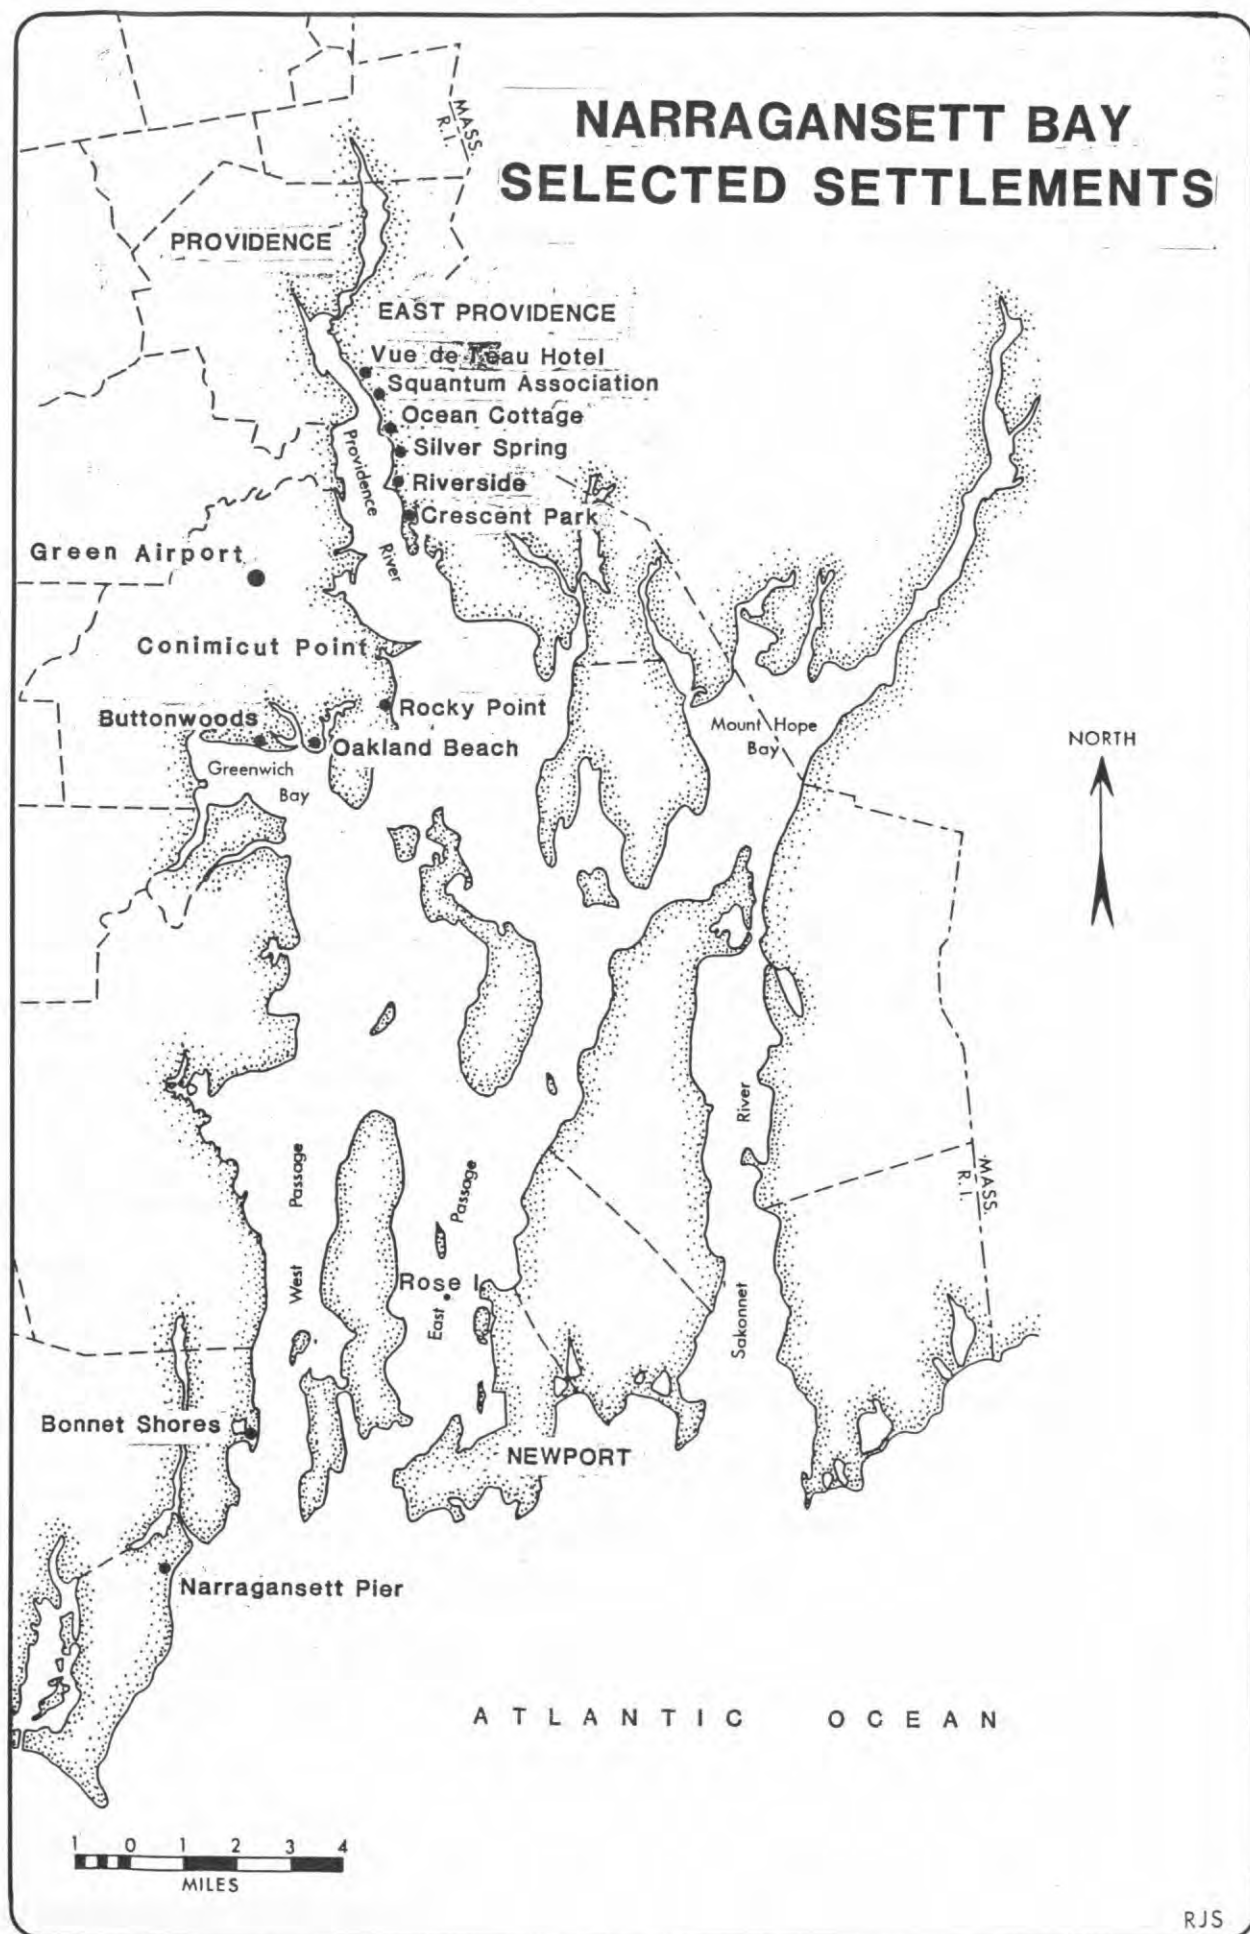 NARRAGANSETT BAY
SELECTED SETTLEMENTS
MASS.
R.I.
PROVIDENCE
EAST PROVIDENCE
Vue de l'eau Hotel
Squantum Association
Ocean Cottage
Silver Spring
Riverside
Crescent Park
Providence
River
Green Airport
Conimicut Point
Rocky Point
Buttonwoods
Oakland Beach
Greenwich
Bay
Mount Hope
Bay
NORTH
West
Passage
East
Passage
Rose I.
Sakonnet
River
MASS.
R.I.
Bonnet Shores
NEWPORT
Narragansett Pier
ATLANTIC OCEAN
1 0 1 2 3 4
MILES
RJS